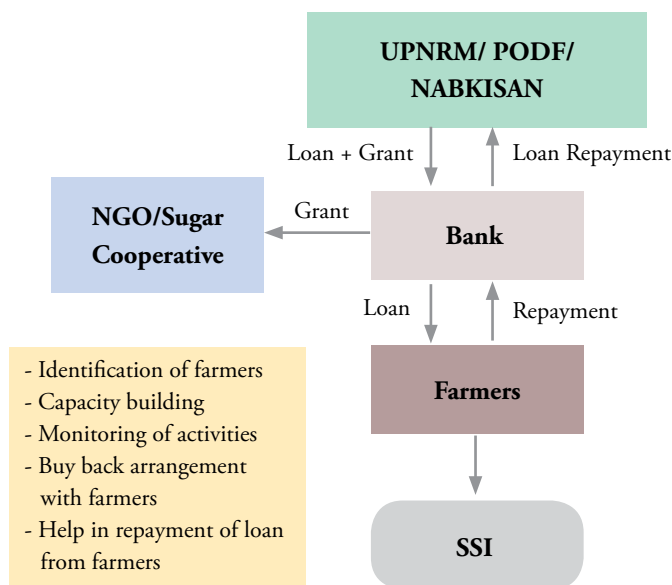 UPNRM/ PODF/
NABKISAN
Loan + Grant
Loan Repayment
NGO/Sugar
Cooperative
Grant
Bank
Loan
Repayment
- Identification of farmers
- Capacity building
- Monitoring of activities
- Buy back arrangement
with farmers
- Help in repayment of loan
from farmers
Farmers
SSI